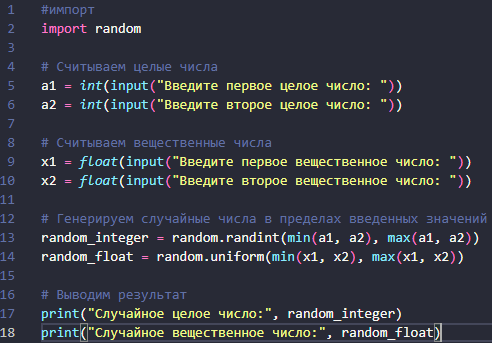 1 #импорт
2 import random
3
4 # Считываем целые числа
5 a1 = int(input("Введите первое целое число: "))
6 a2 = int(input("Введите второе целое число: "))
7
8 # Считываем вещественные числа
9 x1 = float(input("Введите первое вещественное число: "))
10 x2 = float(input("Введите второе вещественное число: "))
11
12 # Генерируем случайные числа в пределах введенных значений
13 random_integer = random.randint(min(a1, a2), max(a1, a2))
14 random_float = random.uniform(min(x1, x2), max(x1, x2))
15
16 # Выводим результат
17 print("Случайное целое число:", random_integer)
18 print("Случайное вещественное число:", random_float)